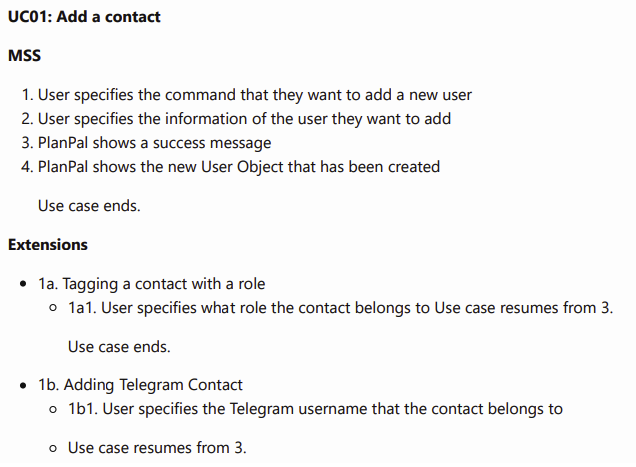 UC01: Add a contact
MSS
1. User specifies the command that they want to add a new user
2. User specifies the information of the user they want to add
3. PlanPal shows a success message
4. PlanPal shows the new User Object that has been created
Use case ends.
Extensions
• 1a. Tagging a contact with a role
◦ 1a1. User specifies what role the contact belongs to Use case resumes from 3.
Use case ends.
• 1b. Adding Telegram Contact
◦ 1b1. User specifies the Telegram username that the contact belongs to
◦ Use case resumes from 3.